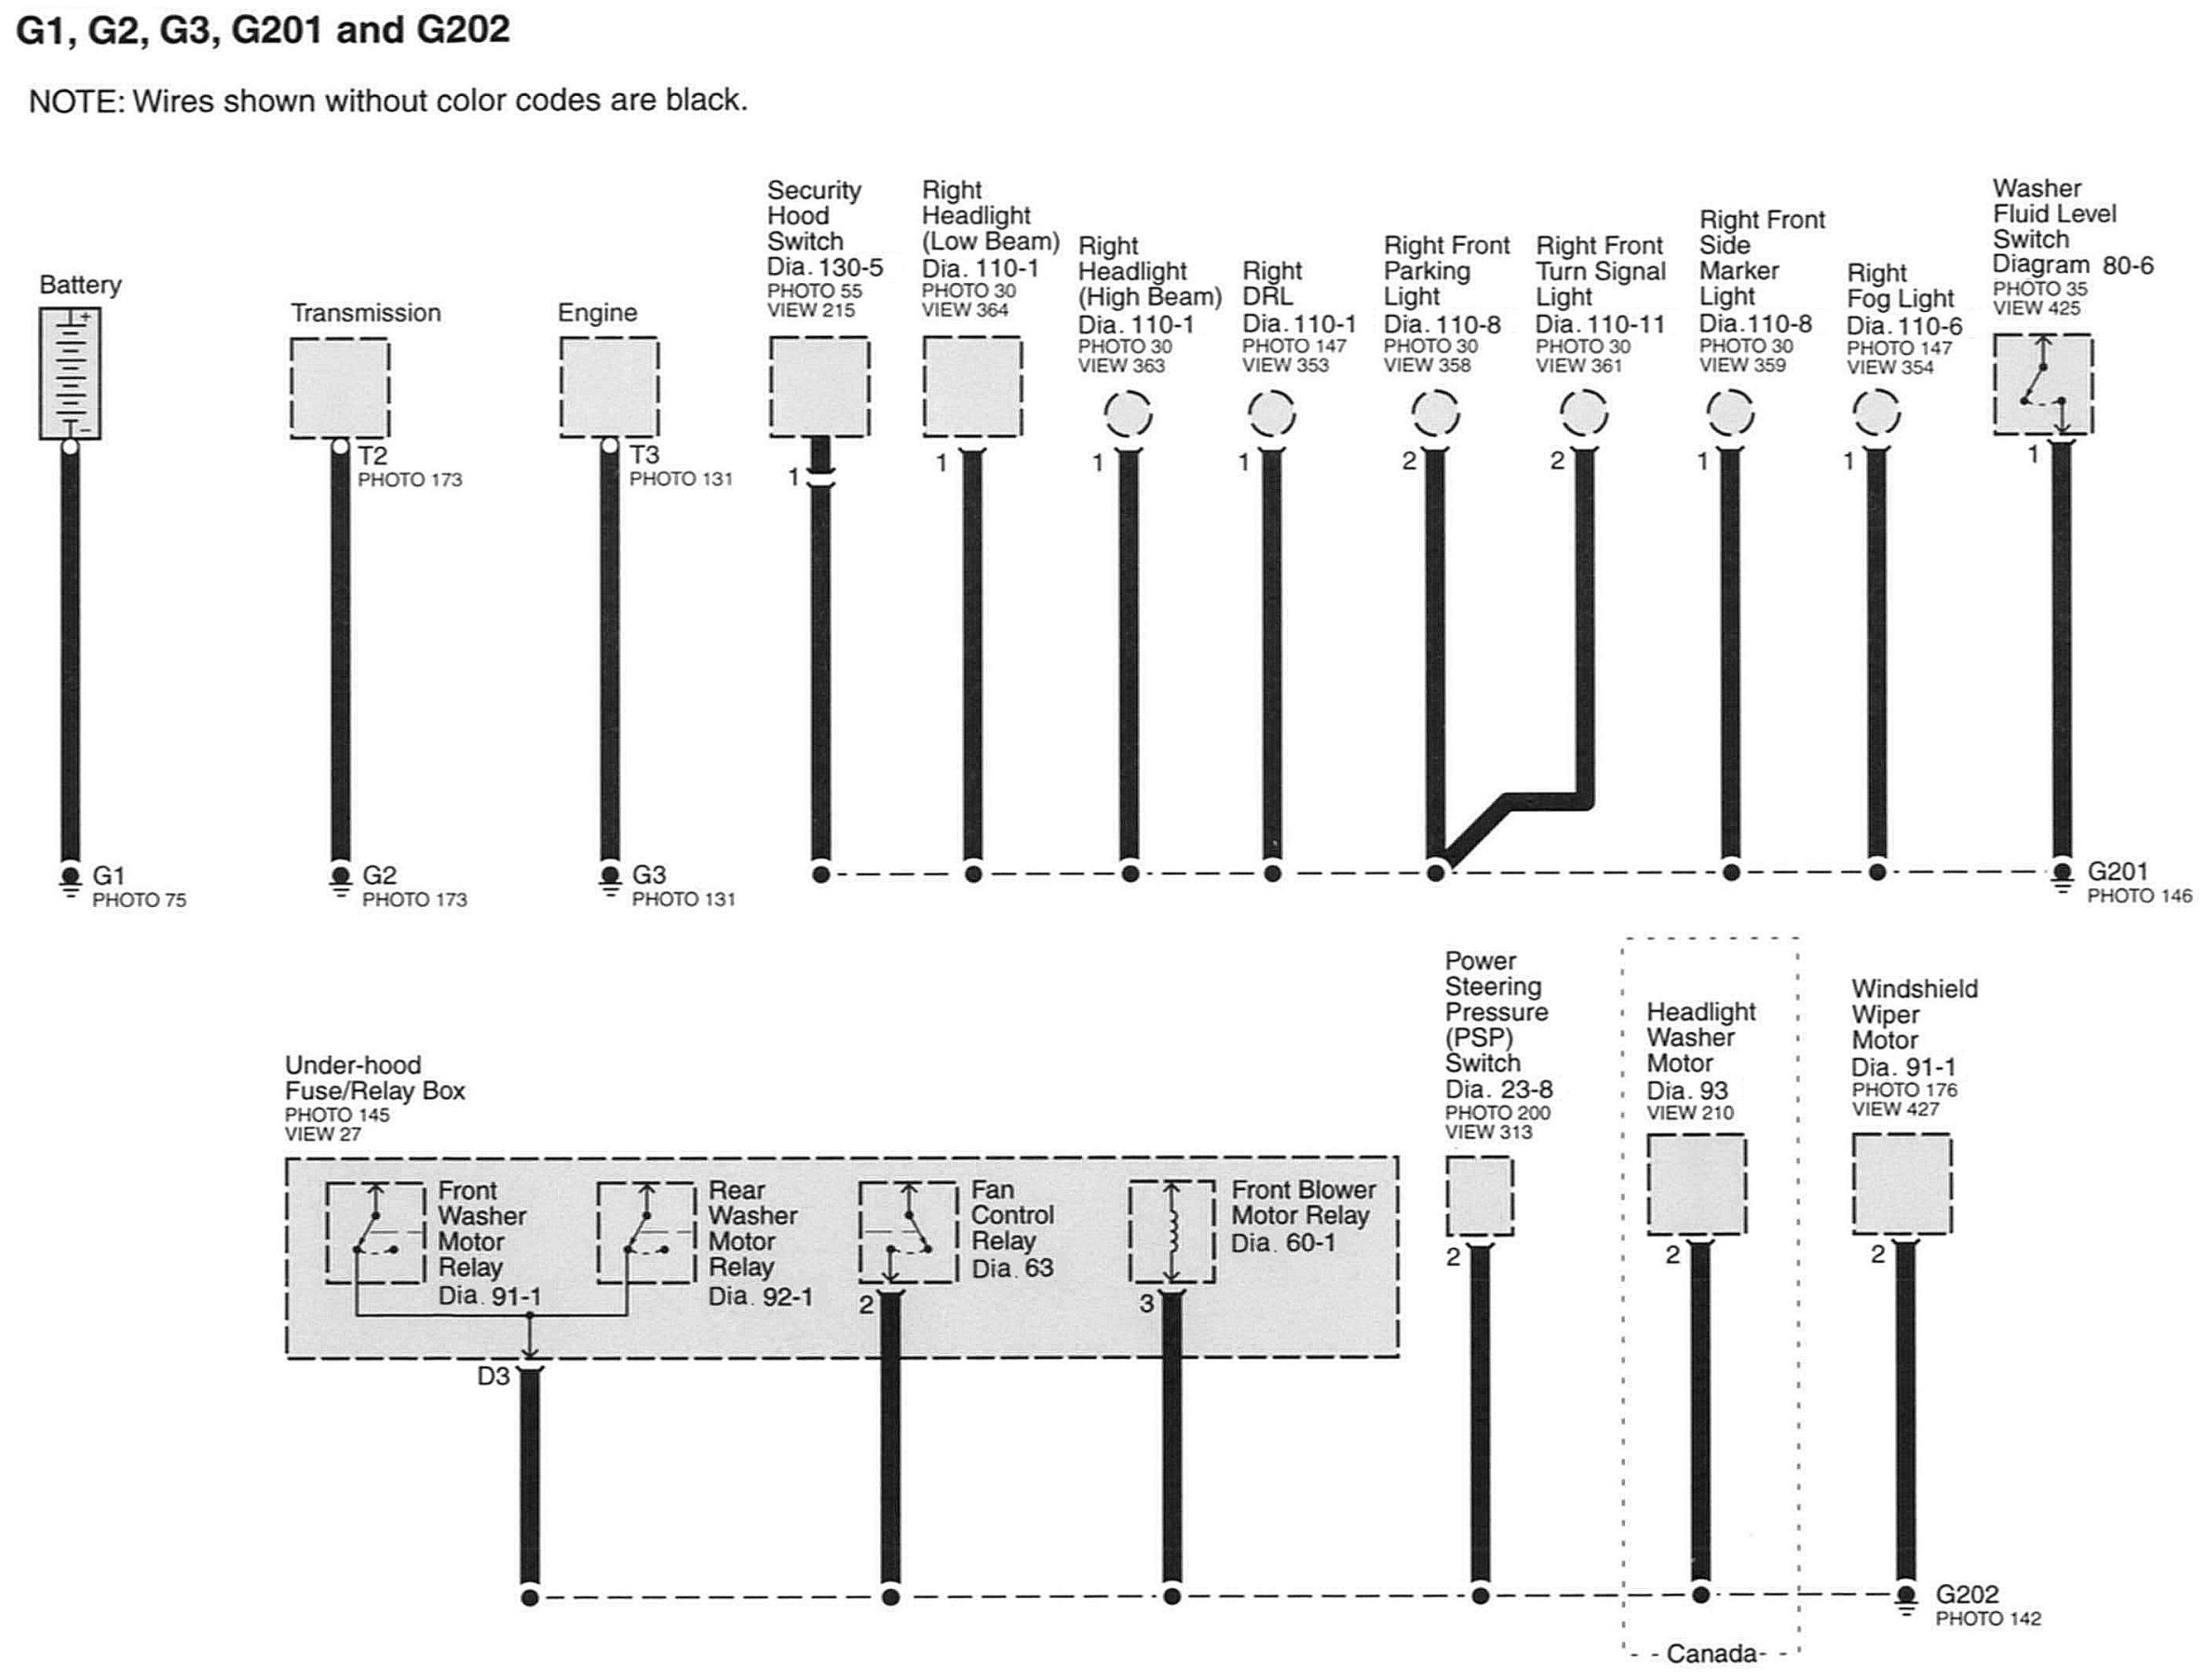 G1, G2, G3, G201 and G202
NOTE: Wires shown without color codes are black.
Battery
+
−
G1
PHOTO 75
Transmission
T2
PHOTO 173
G2
PHOTO 173
Engine
T3
PHOTO 131
G3
PHOTO 131
Security
Hood
Switch
Dia. 130-5
PHOTO 55
VIEW 215
1
Right
Headlight
(Low Beam)
Dia. 110-1
PHOTO 30
VIEW 364
1
Right
Headlight
(High Beam)
Dia. 110-1
PHOTO 30
VIEW 363
1
Right
DRL
Dia. 110-1
PHOTO 147
VIEW 353
1
Right Front
Parking
Light
Dia. 110-8
PHOTO 30
VIEW 358
2
Right Front
Turn Signal
Light
Dia. 110-11
PHOTO 30
VIEW 361
2
Right Front
Side
Marker
Light
Dia.110-8
PHOTO 30
VIEW 359
1
Right
Fog Light
Dia. 110-6
PHOTO 147
VIEW 354
1
Washer
Fluid Level
Switch
Diagram 80-6
PHOTO 35
VIEW 425
1
G201
PHOTO 146
Under-hood
Fuse/Relay Box
PHOTO 145
VIEW 27
Front
Washer
Motor
Relay
Dia. 91-1
Rear
Washer
Motor
Relay
Dia. 92-1
D3
Fan
Control
Relay
Dia. 63
2
Front Blower
Motor Relay
Dia. 60-1
3
Power
Steering
Pressure
(PSP)
Switch
Dia. 23-8
PHOTO 200
VIEW 313
2
Headlight
Washer
Motor
Dia. 93
VIEW 210
2
Canada
Windshield
Wiper
Motor
Dia. 91-1
PHOTO 176
VIEW 427
2
G202
PHOTO 142